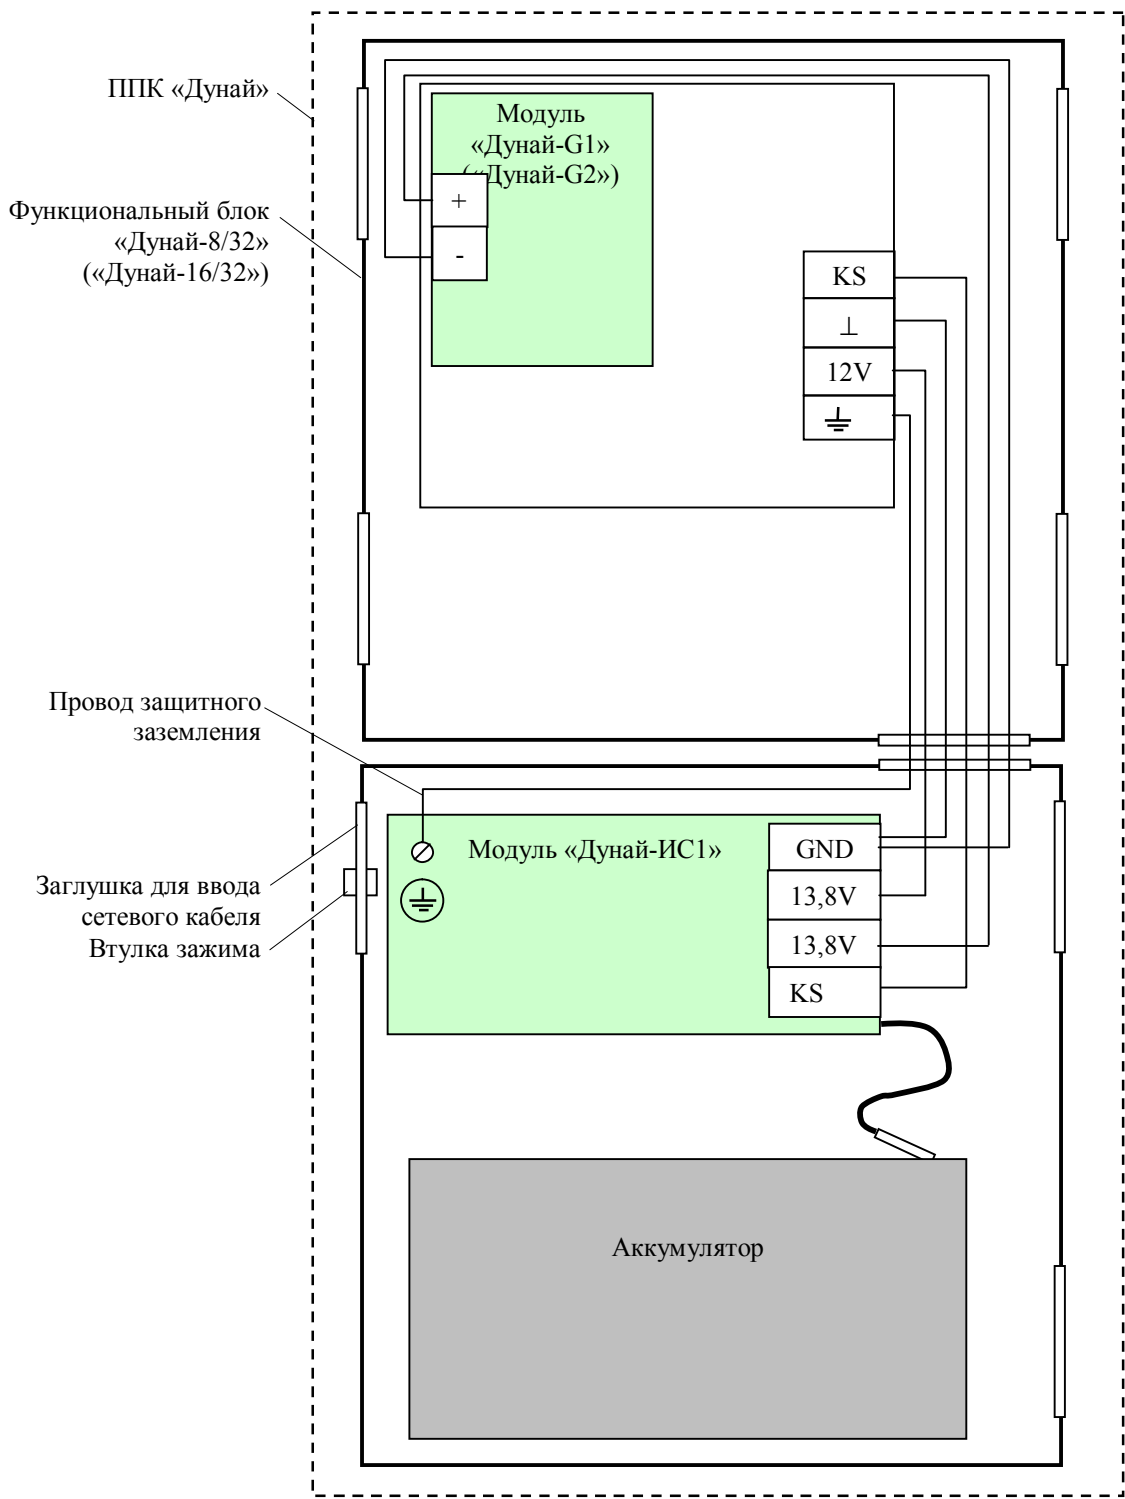 ППК «Дунай»
Функциональный блок
«Дунай-8/32»
(«Дунай-16/32»)
Модуль
«Дунай-G1»
(«Дунай-G2»)
+
-
KS
⊥
12V
Провод защитного
заземления
Заглушка для ввода
сетевого кабеля
Втулка зажима
Модуль «Дунай-ИС1»
GND
13,8V
13,8V
KS
Аккумулятор